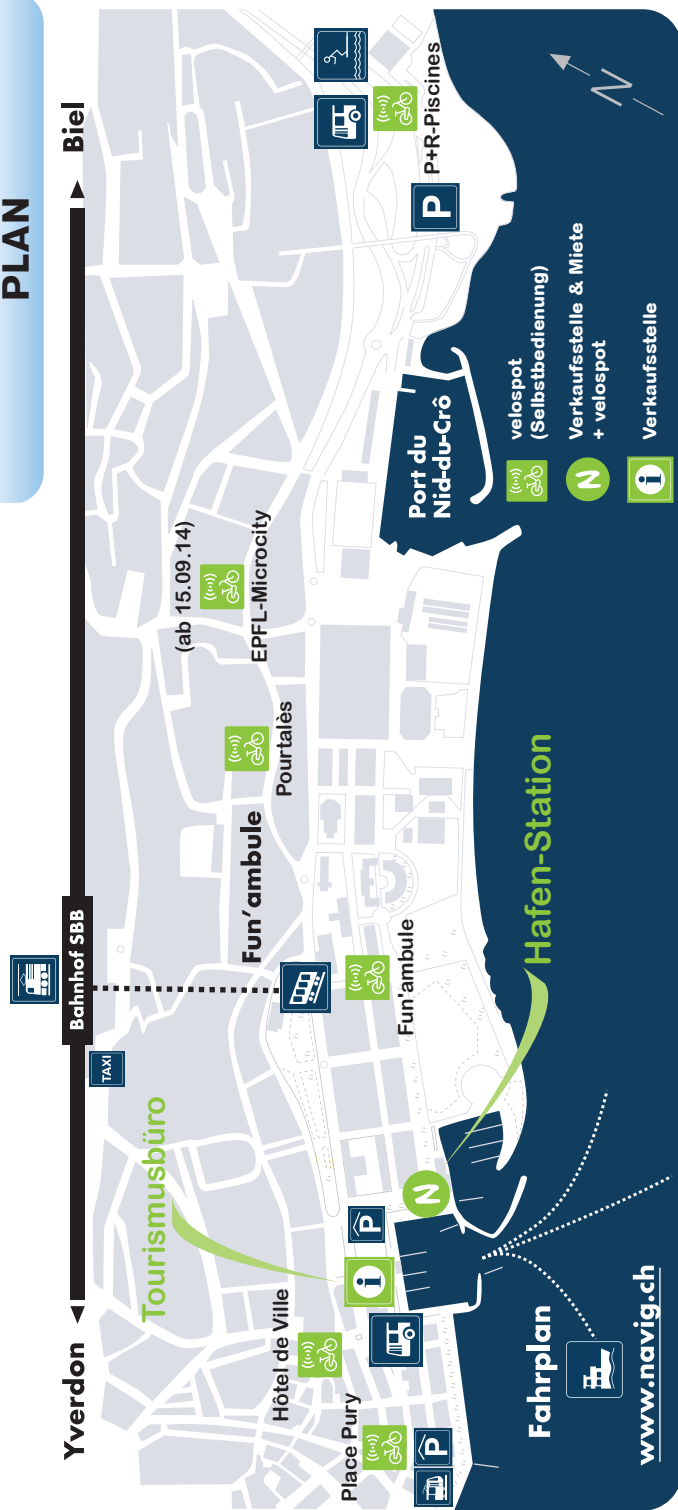 PLAN
Yverdon
Biel
Bahnhof SBB
TAXI
Tourismusbüro
Fun'ambule
(ab 15.09.14)
EPFL-Microcity
Pourtalès
Hôtel de Ville
Place Pury
P
P
i
N
Fun'ambule
P+R-Piscines
P
Port du
Nid-du-Crô
Hafen-Station
velospot
(Selbstbedienung)
N
Verkaufsstelle & Miete
+ velospot
i
Verkaufsstelle
Fahrplan
www.navig.ch
N